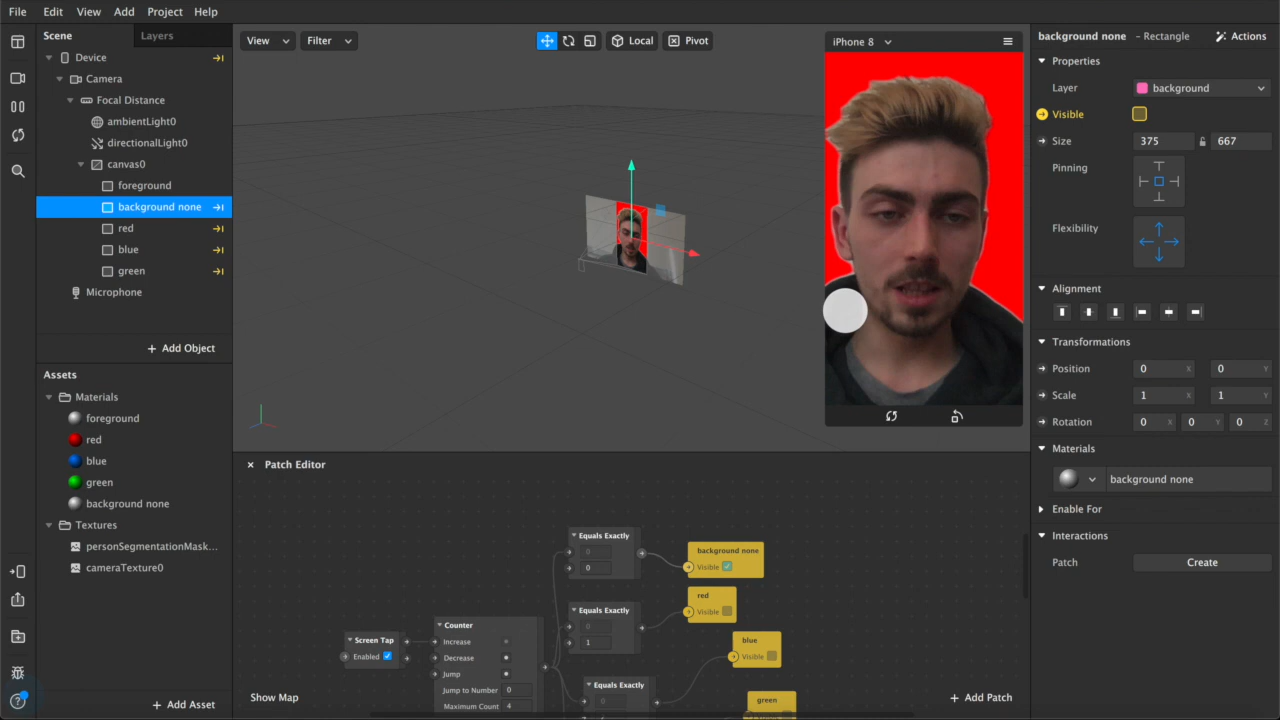 File Edit View Add Project Help
Scene Layers
Device
Camera
Focal Distance
ambientLight0
directionalLight0
canvas0
foreground
background none
red
blue
green
Microphone
+ Add Object
Assets
Materials
foreground
red
blue
green
background none
Textures
personSegmentationMask...
cameraTexture0
+ Add Asset
View Filter Local Pivot
iPhone 8
× Patch Editor
Screen Tap
Enabled
Counter
Increase
Decrease
Jump
Jump to Number 0
Maximum Count 4
Equals Exactly
0
0
Equals Exactly
0
1
Equals Exactly
0
background none
Visible
red
Visible
blue
Visible
green
Show Map
+ Add Patch
background none - Rectangle Actions
Properties
Layer background
Visible
Size 375 667
Pinning
Flexibility
Alignment
Transformations
Position 0 X 0 Y
Scale 1 X 1 Y
Rotation 0 X 0 Y 0 Z
Materials
background none
Enable For
Interactions
Patch Create